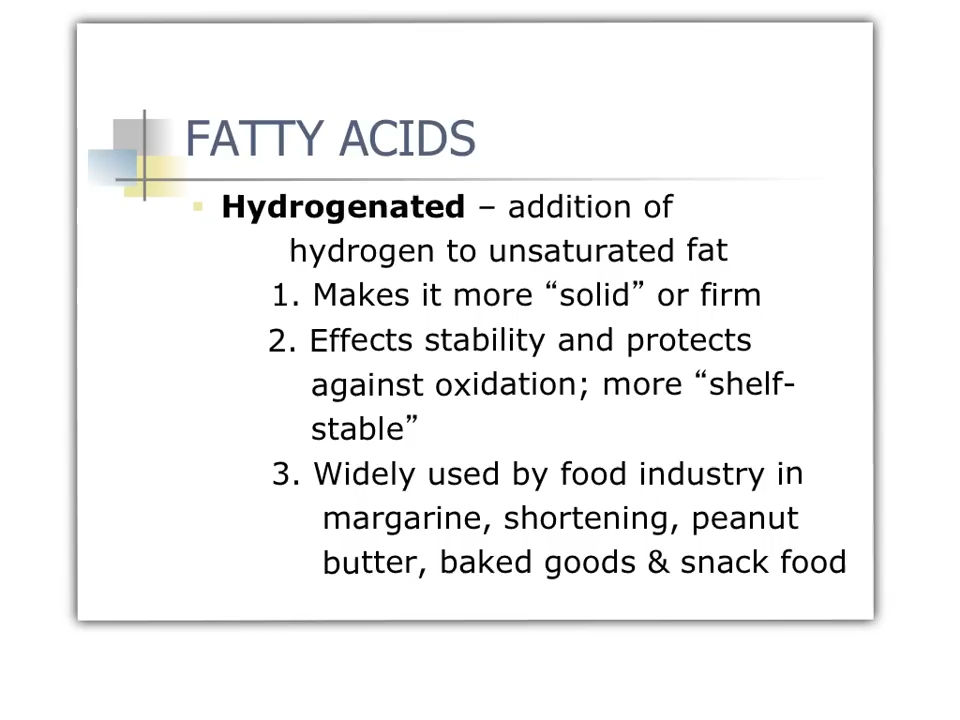 FATTY ACIDS
Hydrogenated – addition of
hydrogen to unsaturated fat
1. Makes it more “solid” or firm
2. Effects stability and protects
against oxidation; more “shelf-
stable”
3. Widely used by food industry in
margarine, shortening, peanut
butter, baked goods & snack food